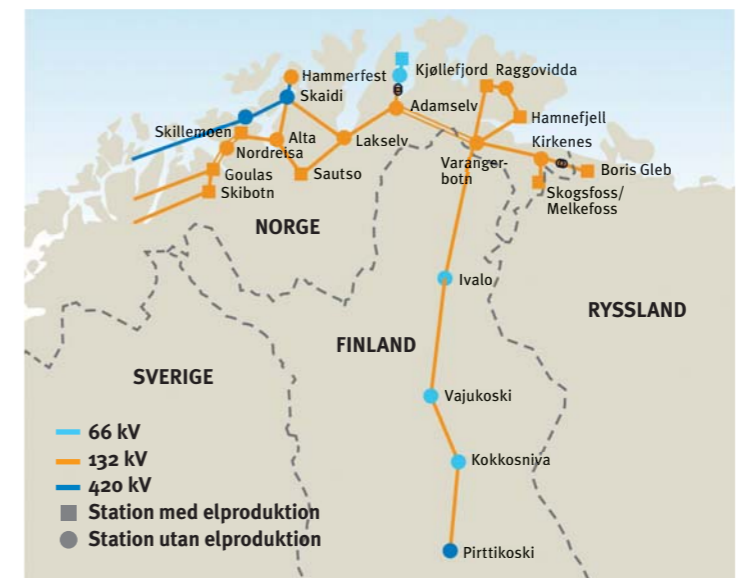 Hammerfest
Kjøllefjord
Raggovidda
Skaidi
Adamselv
Hamnefjell
Skillemoen
Alta
Lakselv
Kirkenes
Nordreisa
Varanger-
botn
Boris Gleb
Goulas
Sautso
Skibotn
Skogsfoss/
Melkefoss
NORGE
Ivalo
RYSSLAND
FINLAND
SVERIGE
Vajukoski
66 kV
132 kV
420 kV
Station med elproduktion
Station utan elproduktion
Kokkosniva
Pirttikoski